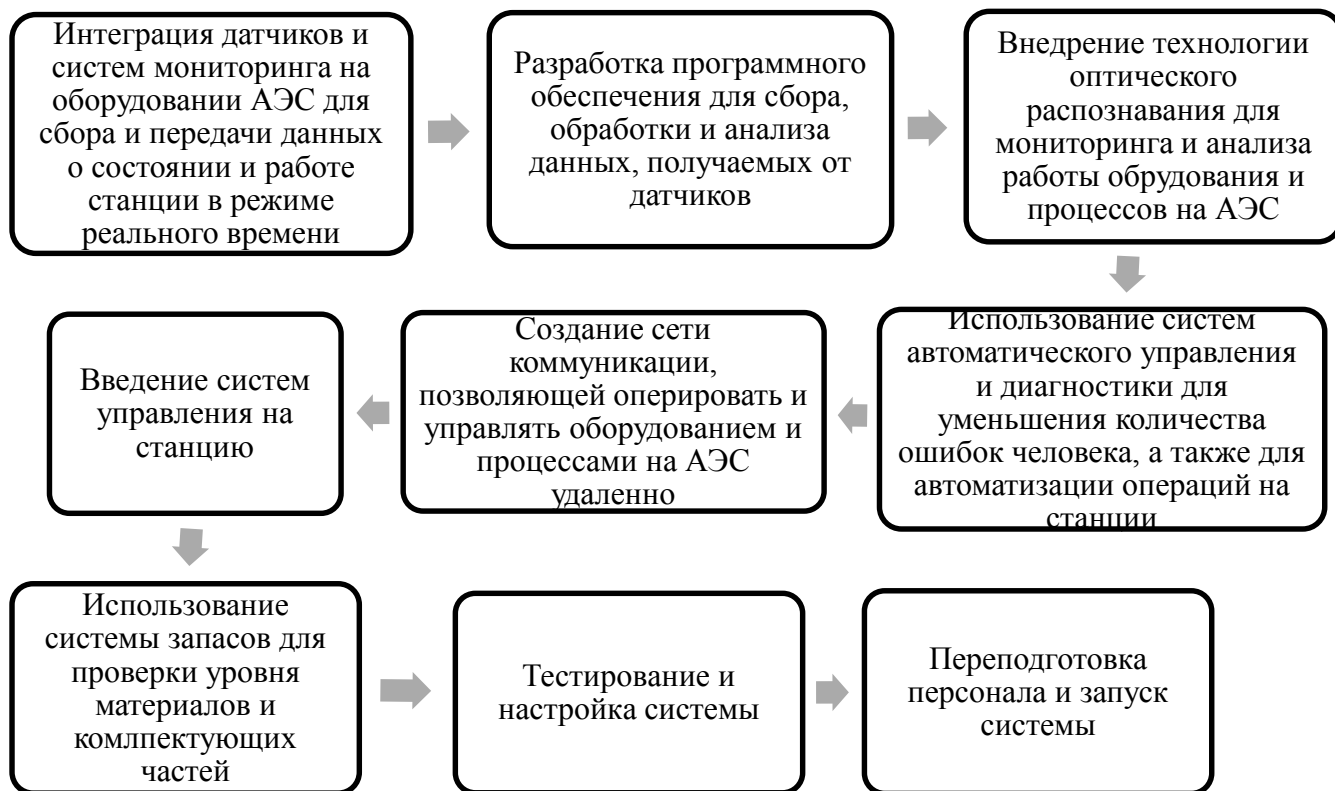 Интеграция датчиков и
систем мониторинга на
оборудовании АЭС для
сбора и передачи данных
о состоянии и работе
станции в режиме
реального времени
Разработка программного
обеспечения для сбора,
обработки и анализа
данных, получаемых от
датчиков
Внедрение технологии
оптического
распознавания для
мониторинга и анализа
работы обрудования и
процессов на АЭС
Использование систем
автоматического управления
и диагностики для
уменьшения количества
ошибок человека, а также для
автоматизации операций на
станции
Создание сети
коммуникации,
позволяющей оперировать и
управлять оборудованием и
процессами на АЭС
удаленно
Введение систем
управления на
станцию
Использование
системы запасов для
проверки уровня
материалов и
комлпектующих
частей
Тестирование и
настройка системы
Переподготовка
персонала и запуск
системы